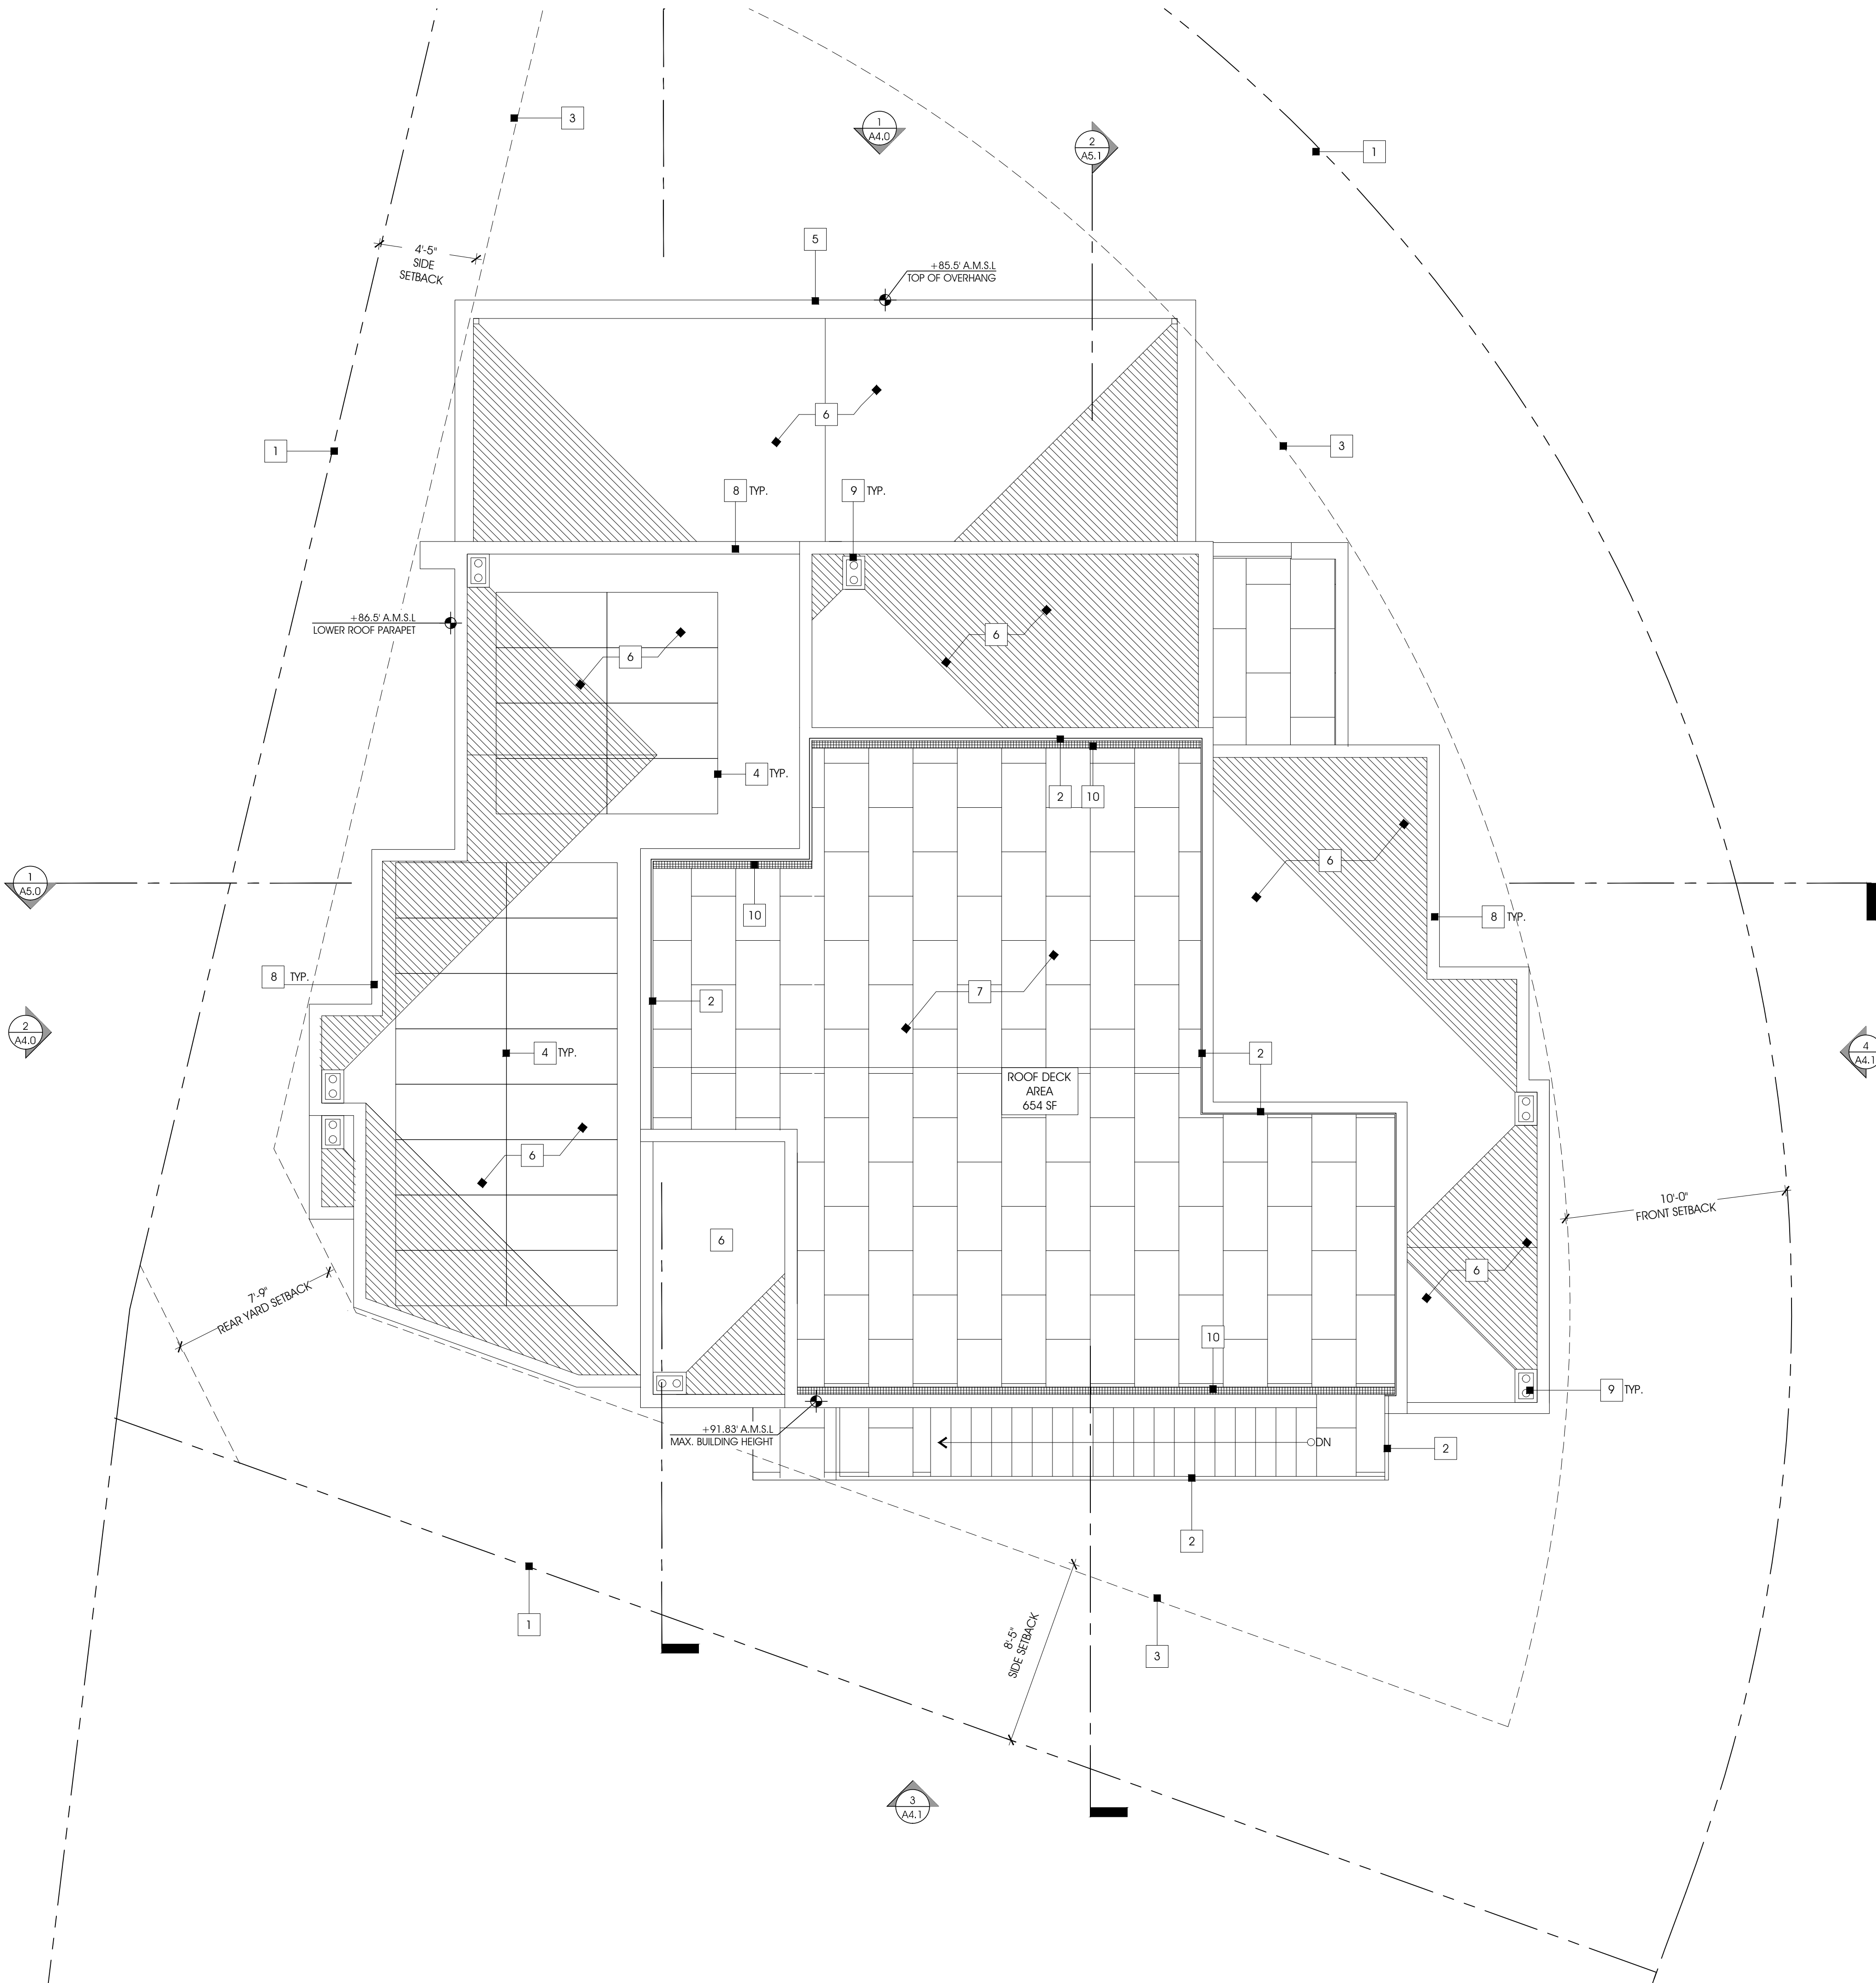 3
1
A4.0
2
A5.1
1
4'-5"
SIDE
SETBACK
5
+85.5' A.M.S.L
TOP OF OVERHANG
6
1
3
8 TYP.
9 TYP.
+86.5' A.M.S.L
LOWER ROOF PARAPET
6
6
4 TYP.
2
10
6
1
A5.0
10
8 TYP.
8 TYP.
7
2
2
A4.0
4 TYP.
2
4
A4.1
ROOF DECK
AREA
654 SF
6
10'-0"
FRONT SETBACK
6
6
7'-9"
REAR YARD SETBACK
10
9 TYP.
+91.83' A.M.S.L
MAX. BUILDING HEIGHT
DN
2
2
1
8'-5"
SIDE SETBACK
3
3
A4.1